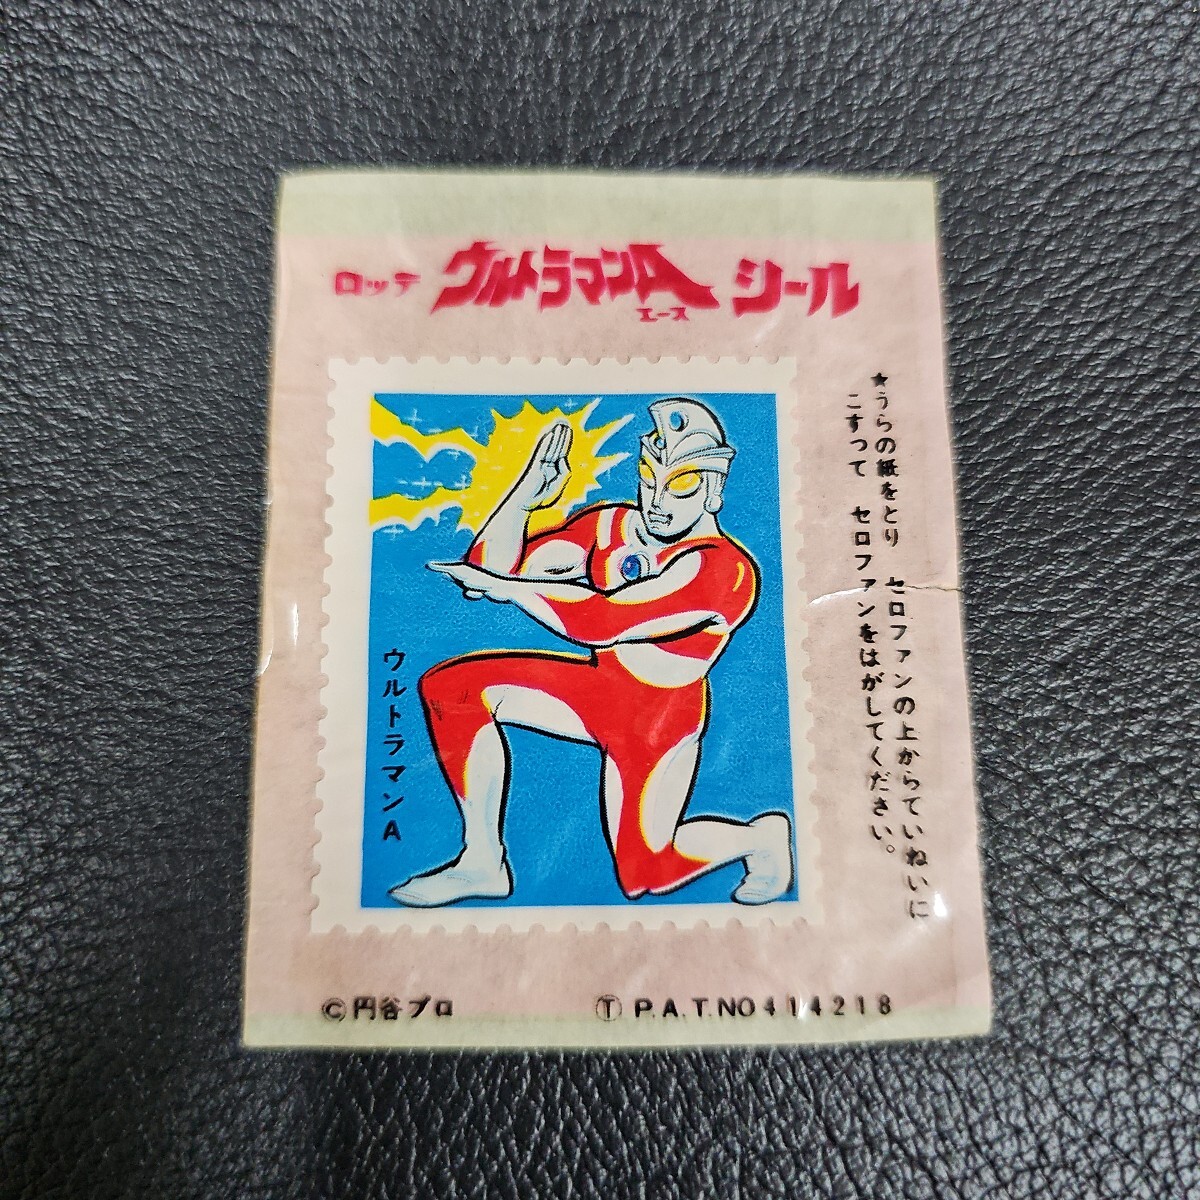 ロッテ ウルトラマンA シール
エース
★うらの紙をとり セロファンの上からていねいに
こすって セロファンをはがしてください。
ウルトラマンA
©円谷プロ
Ⓣ P.A.T.NO414218